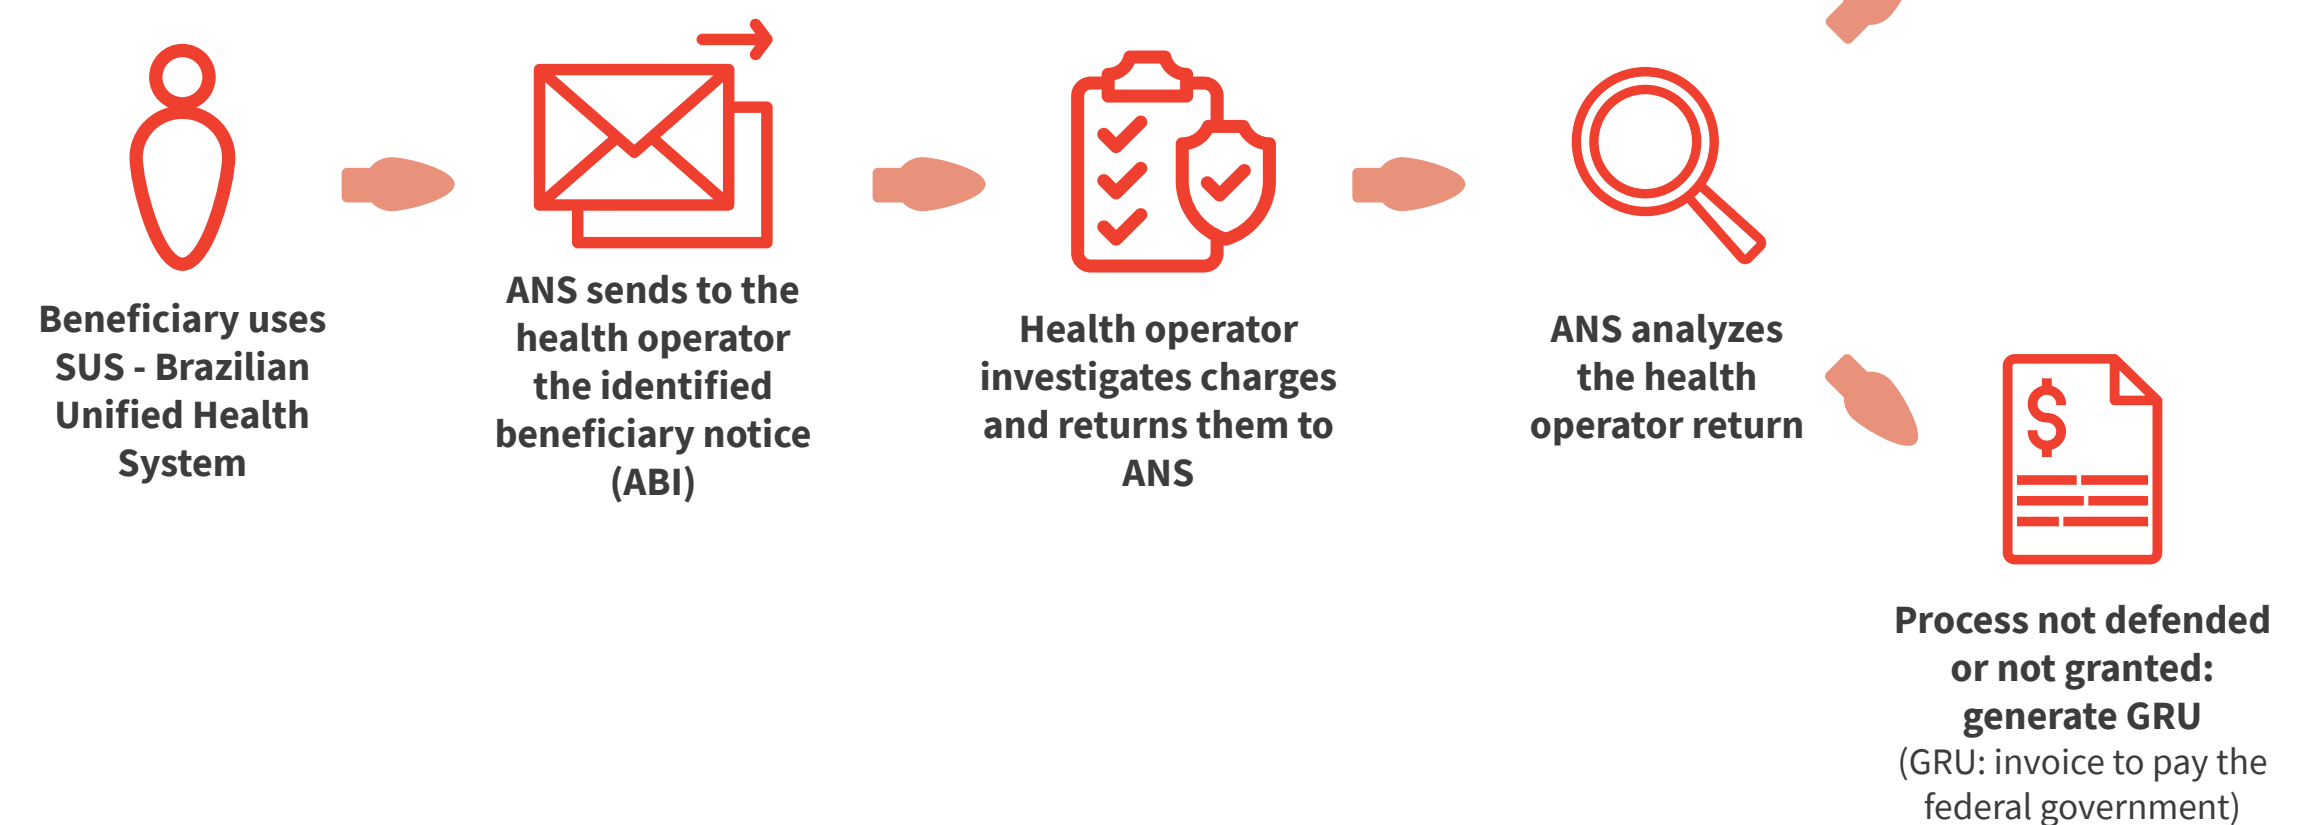 Beneficiary uses
SUS - Brazilian
Unified Health
System
ANS sends to the
health operator
the identified
beneficiary notice
(ABI)
Health operator
investigates charges
and returns them to
ANS
ANS analyzes
the health
operator return
$
Process not defended
or not granted:
generate GRU
(GRU: invoice to pay the
federal government)